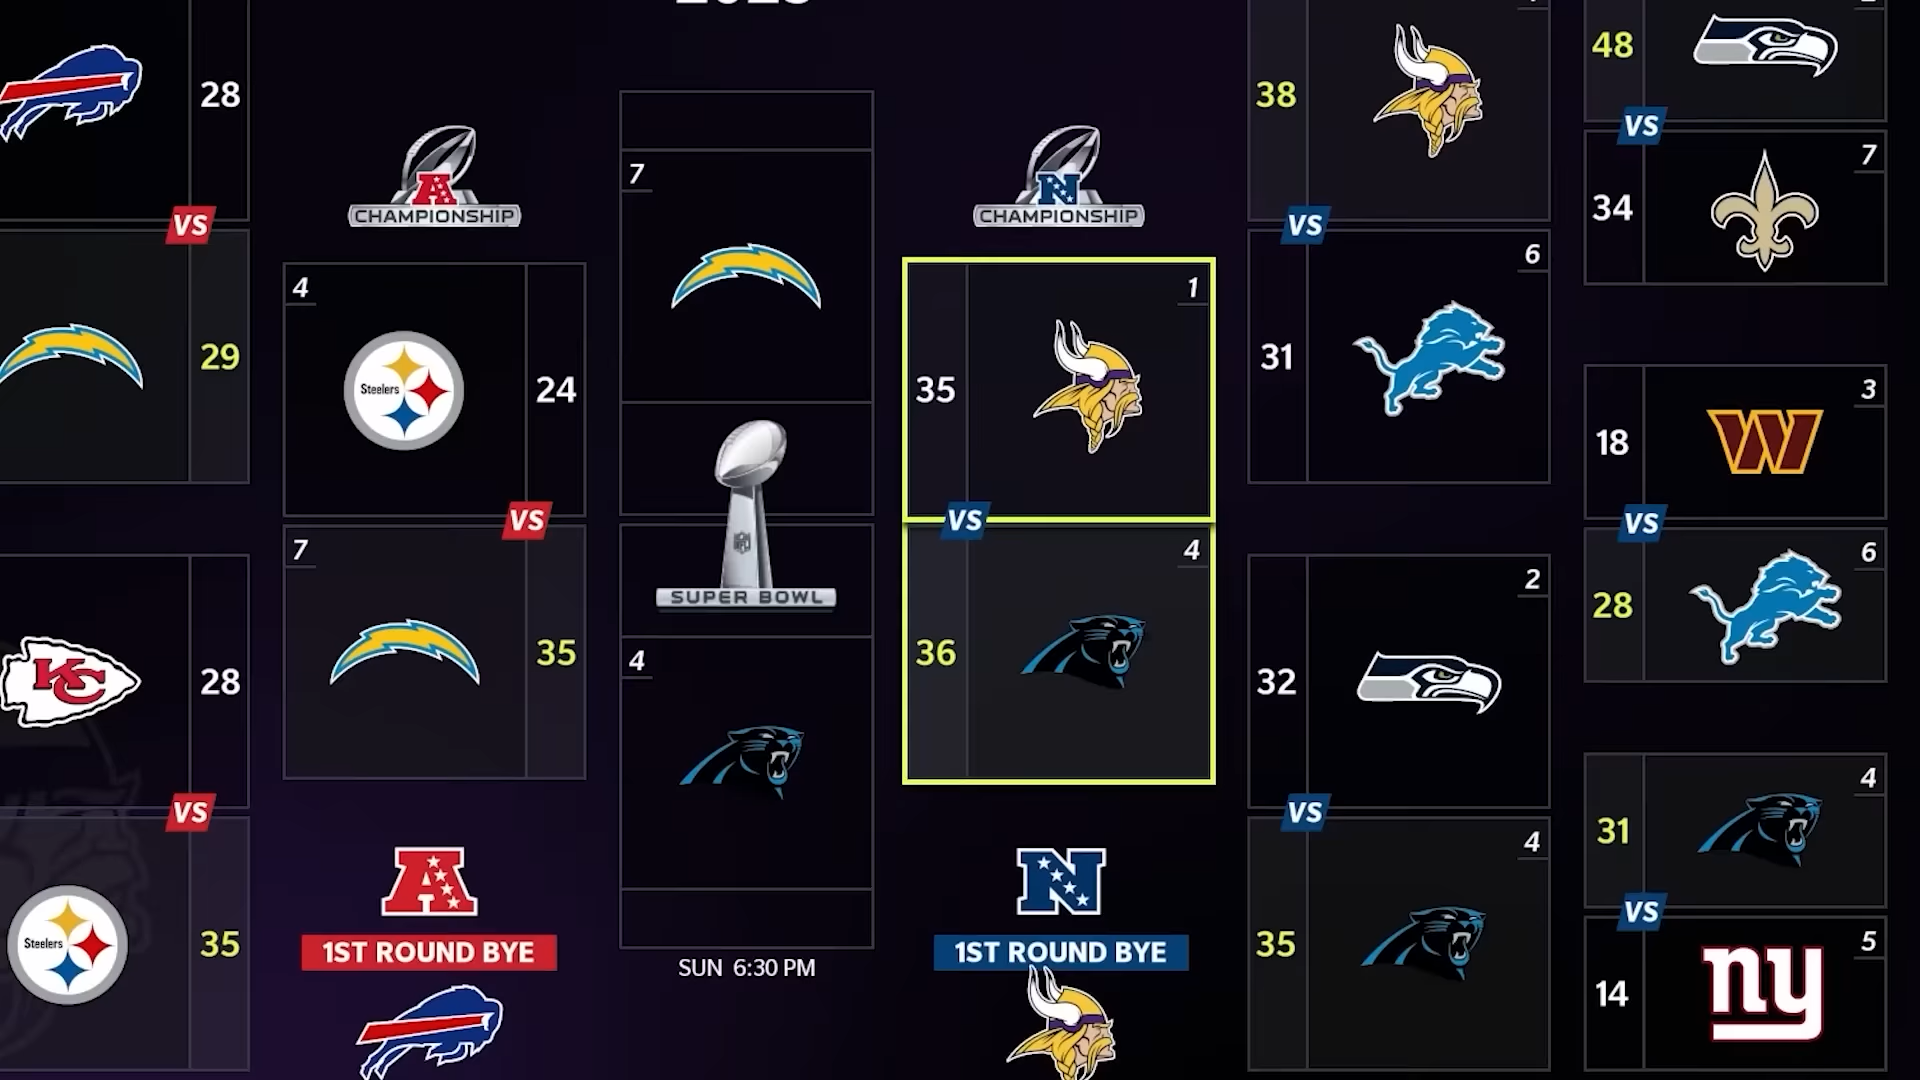 28
VS
29
28
VS
35
CHAMPIONSHIP
4
Steelers
24
VS
7
35
1ST ROUND BYE
7
SUPER BOWL
4
SUN 6:30 PM
CHAMPIONSHIP
35
1
VS
36
4
1ST ROUND BYE
38
VS
31
6
32
2
VS
35
4
48
VS
34
7
18
3
VS
28
6
31
4
VS
14
5
ny
KC
Steelers
NFL
W
A
N
A
N